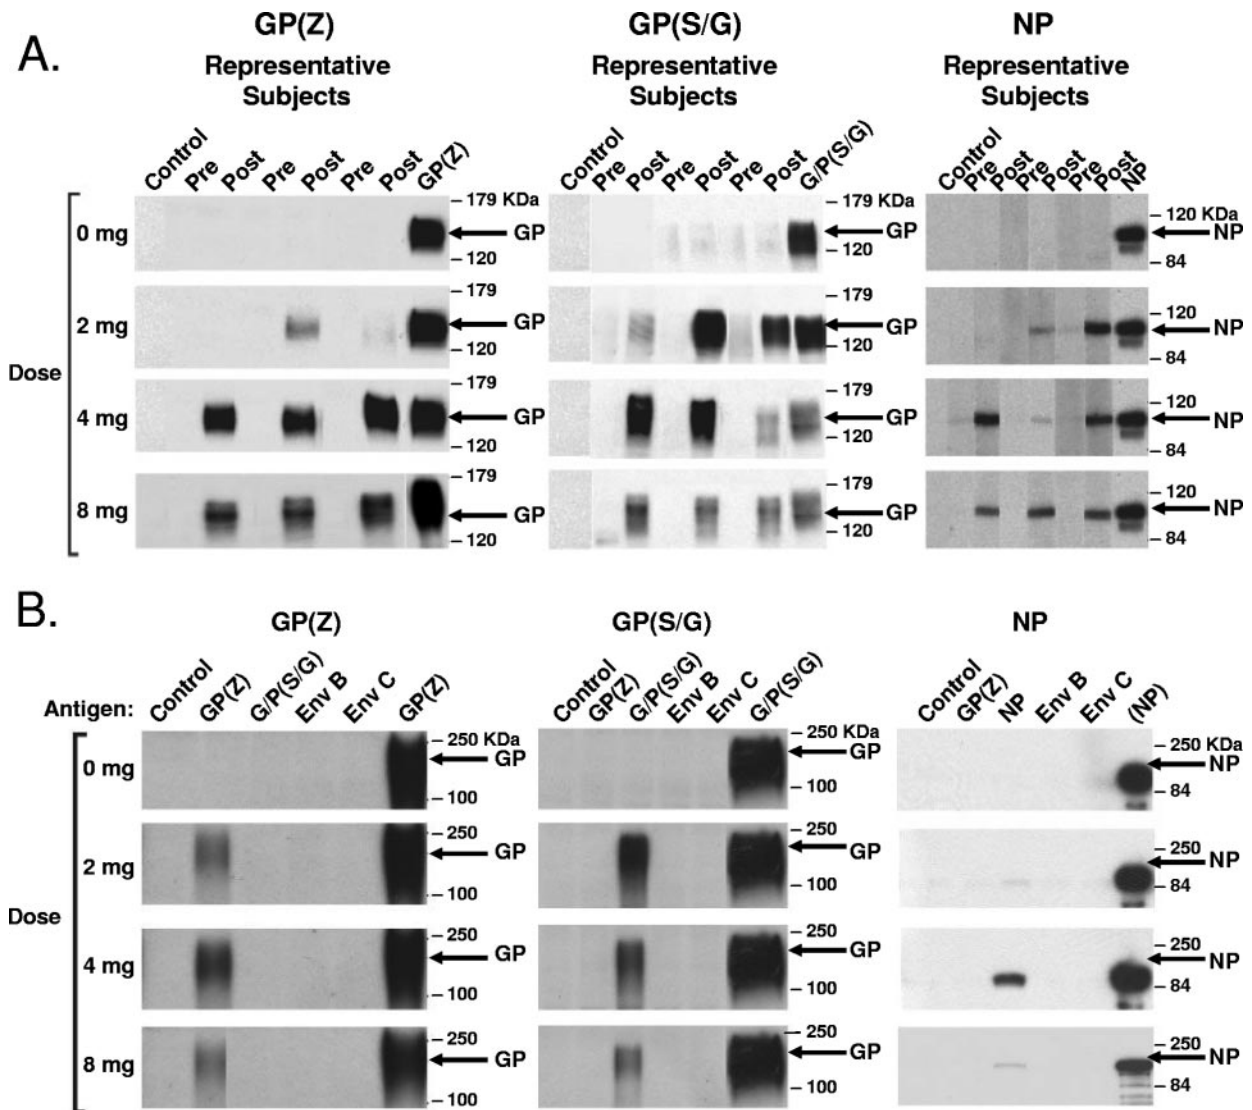 A.
GP(Z) GP(S/G) NP
Representative Subjects Representative Subjects Representative Subjects
Control Pre Post Pre Post Pre Post GP(Z) Control Pre Post Pre Post Pre Post G/P(S/G) Control Pre Post Pre Post Pre Post NP
Dose
0 mg – 179 KDa GP – 120 – 179 KDa GP – 120 – 120 KDa NP – 84
2 mg – 179 GP – 120 – 179 GP – 120 – 120 NP – 84
4 mg – 179 GP – 120 – 179 GP – 120 – 120 NP – 84
8 mg – 179 GP – 120 – 179 GP – 120 – 120 NP – 84
B.
GP(Z) GP(S/G) NP
Antigen: Control GP(Z) G/P(S/G) Env B Env C GP(Z) Control GP(Z) G/P(S/G) Env B Env C G/P(S/G) Control GP(Z) NP Env B Env C (NP)
Dose
0 mg – 250 KDa GP – 100 – 250 KDa GP – 100 – 250 KDa NP – 84
2 mg – 250 GP – 100 – 250 GP – 100 – 250 NP – 84
4 mg – 250 GP – 100 – 250 GP – 100 – 250 NP – 84
8 mg – 250 GP – 100 – 250 GP – 100 – 250 NP – 84